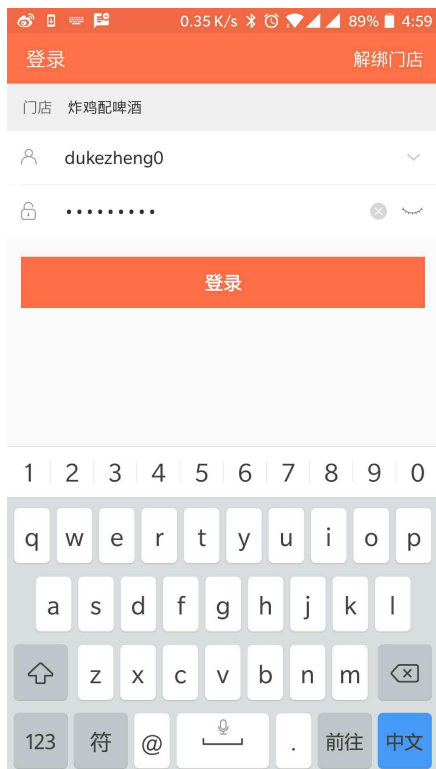 0.35 K/s 89% 4:59
登录 解绑门店
门店 炸鸡配啤酒
dukezheng0
•••••••••
登录
1 2 3 4 5 6 7 8 9 0
q w e r t y u i o p
a s d f g h j k l
z x c v b n m
123 符 @ . 前往 中文